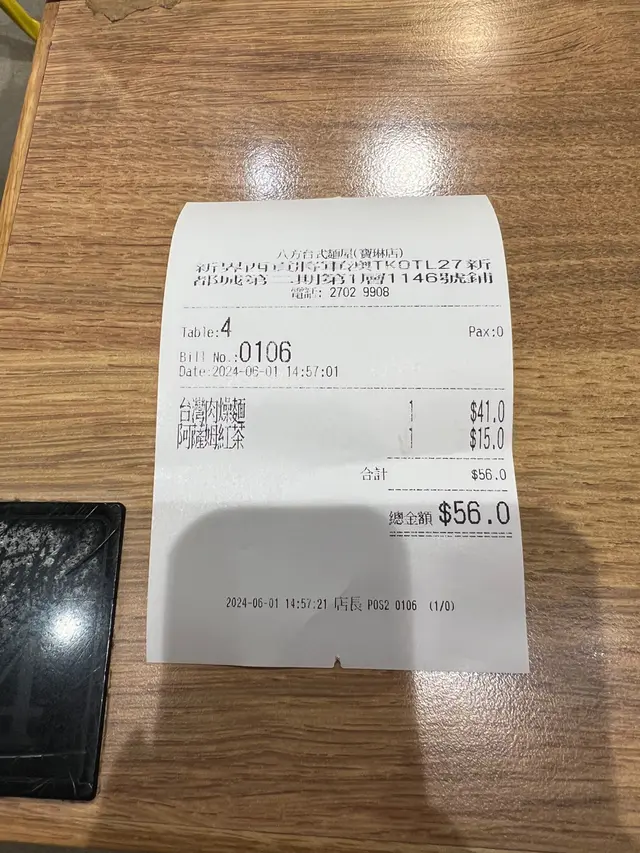 八方台式麵屋(寶琳店)
新界西貢將軍澳TKOTL27新
都城第二期第1層1146號鋪
電話: 2702 9908
Table:4 Pax:0
Bill No.:0106
Date:2024-06-01 14:57:01
台灣肉燥麵 1 $41.0
阿薩姆紅茶 1 $15.0
合計 $56.0
總金額 $56.0
2024-06-01 14:57:21 店長 POS2 0106 (1/0)